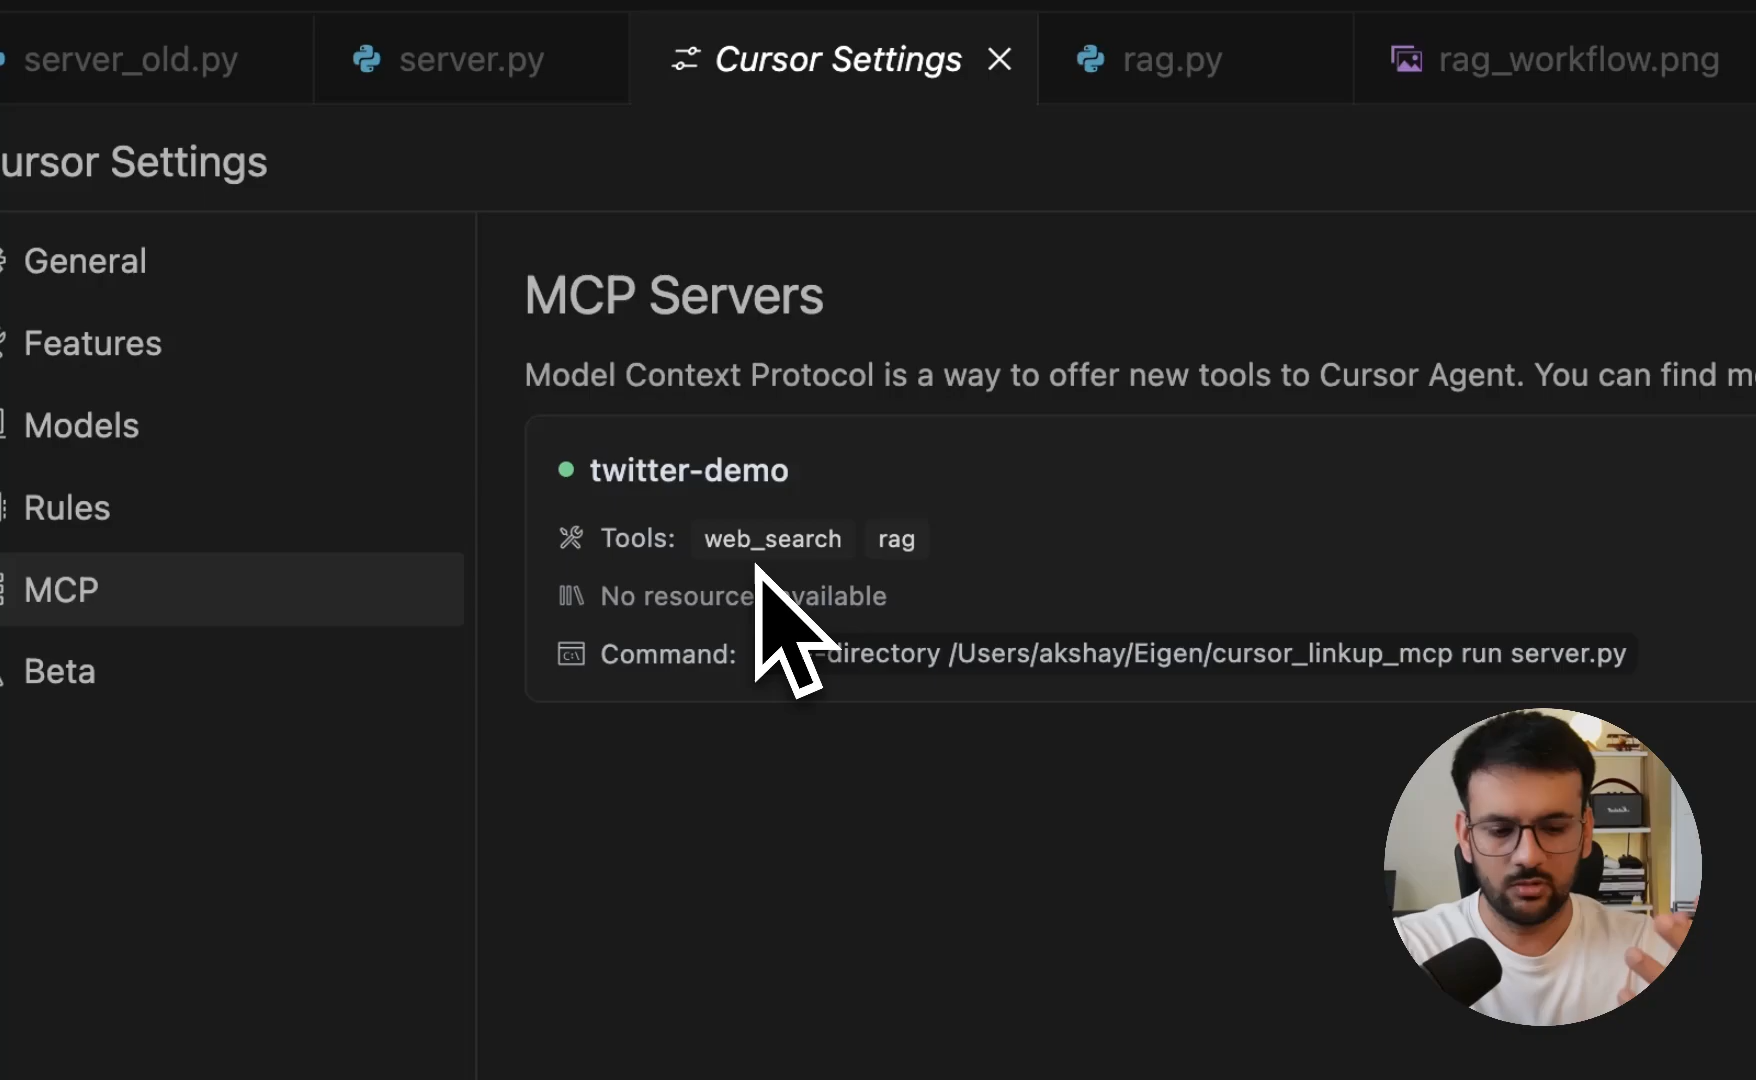 server_old.py
server.py
Cursor Settings
rag.py
rag_workflow.png
ursor Settings
General
Features
Models
Rules
MCP
Beta
MCP Servers
Model Context Protocol is a way to offer new tools to Cursor Agent. You can find
twitter-demo
Tools: web_search rag
No resource available
Command: -directory /Users/akshay/Eigen/cursor_linkup_mcp run server.py